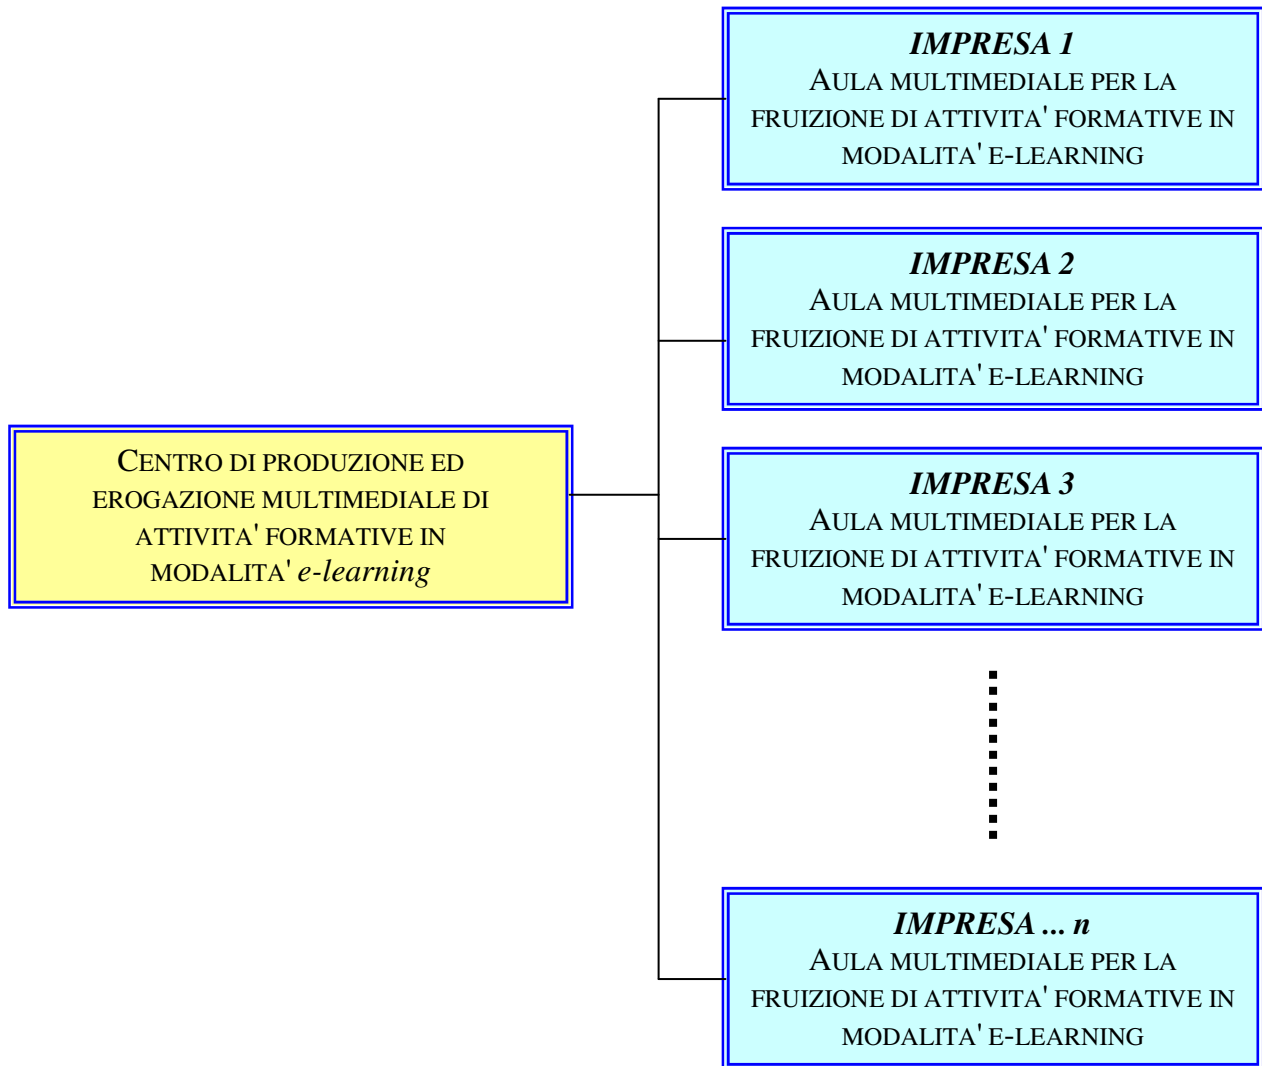 IMPRESA 1
AULA MULTIMEDIALE PER LA
FRUIZIONE DI ATTIVITA' FORMATIVE IN
MODALITA' E-LEARNING
IMPRESA 2
AULA MULTIMEDIALE PER LA
FRUIZIONE DI ATTIVITA' FORMATIVE IN
MODALITA' E-LEARNING
CENTRO DI PRODUZIONE ED
EROGAZIONE MULTIMEDIALE DI
ATTIVITA' FORMATIVE IN
MODALITA' e-learning
IMPRESA 3
AULA MULTIMEDIALE PER LA
FRUIZIONE DI ATTIVITA' FORMATIVE IN
MODALITA' E-LEARNING
IMPRESA ... n
AULA MULTIMEDIALE PER LA
FRUIZIONE DI ATTIVITA' FORMATIVE IN
MODALITA' E-LEARNING